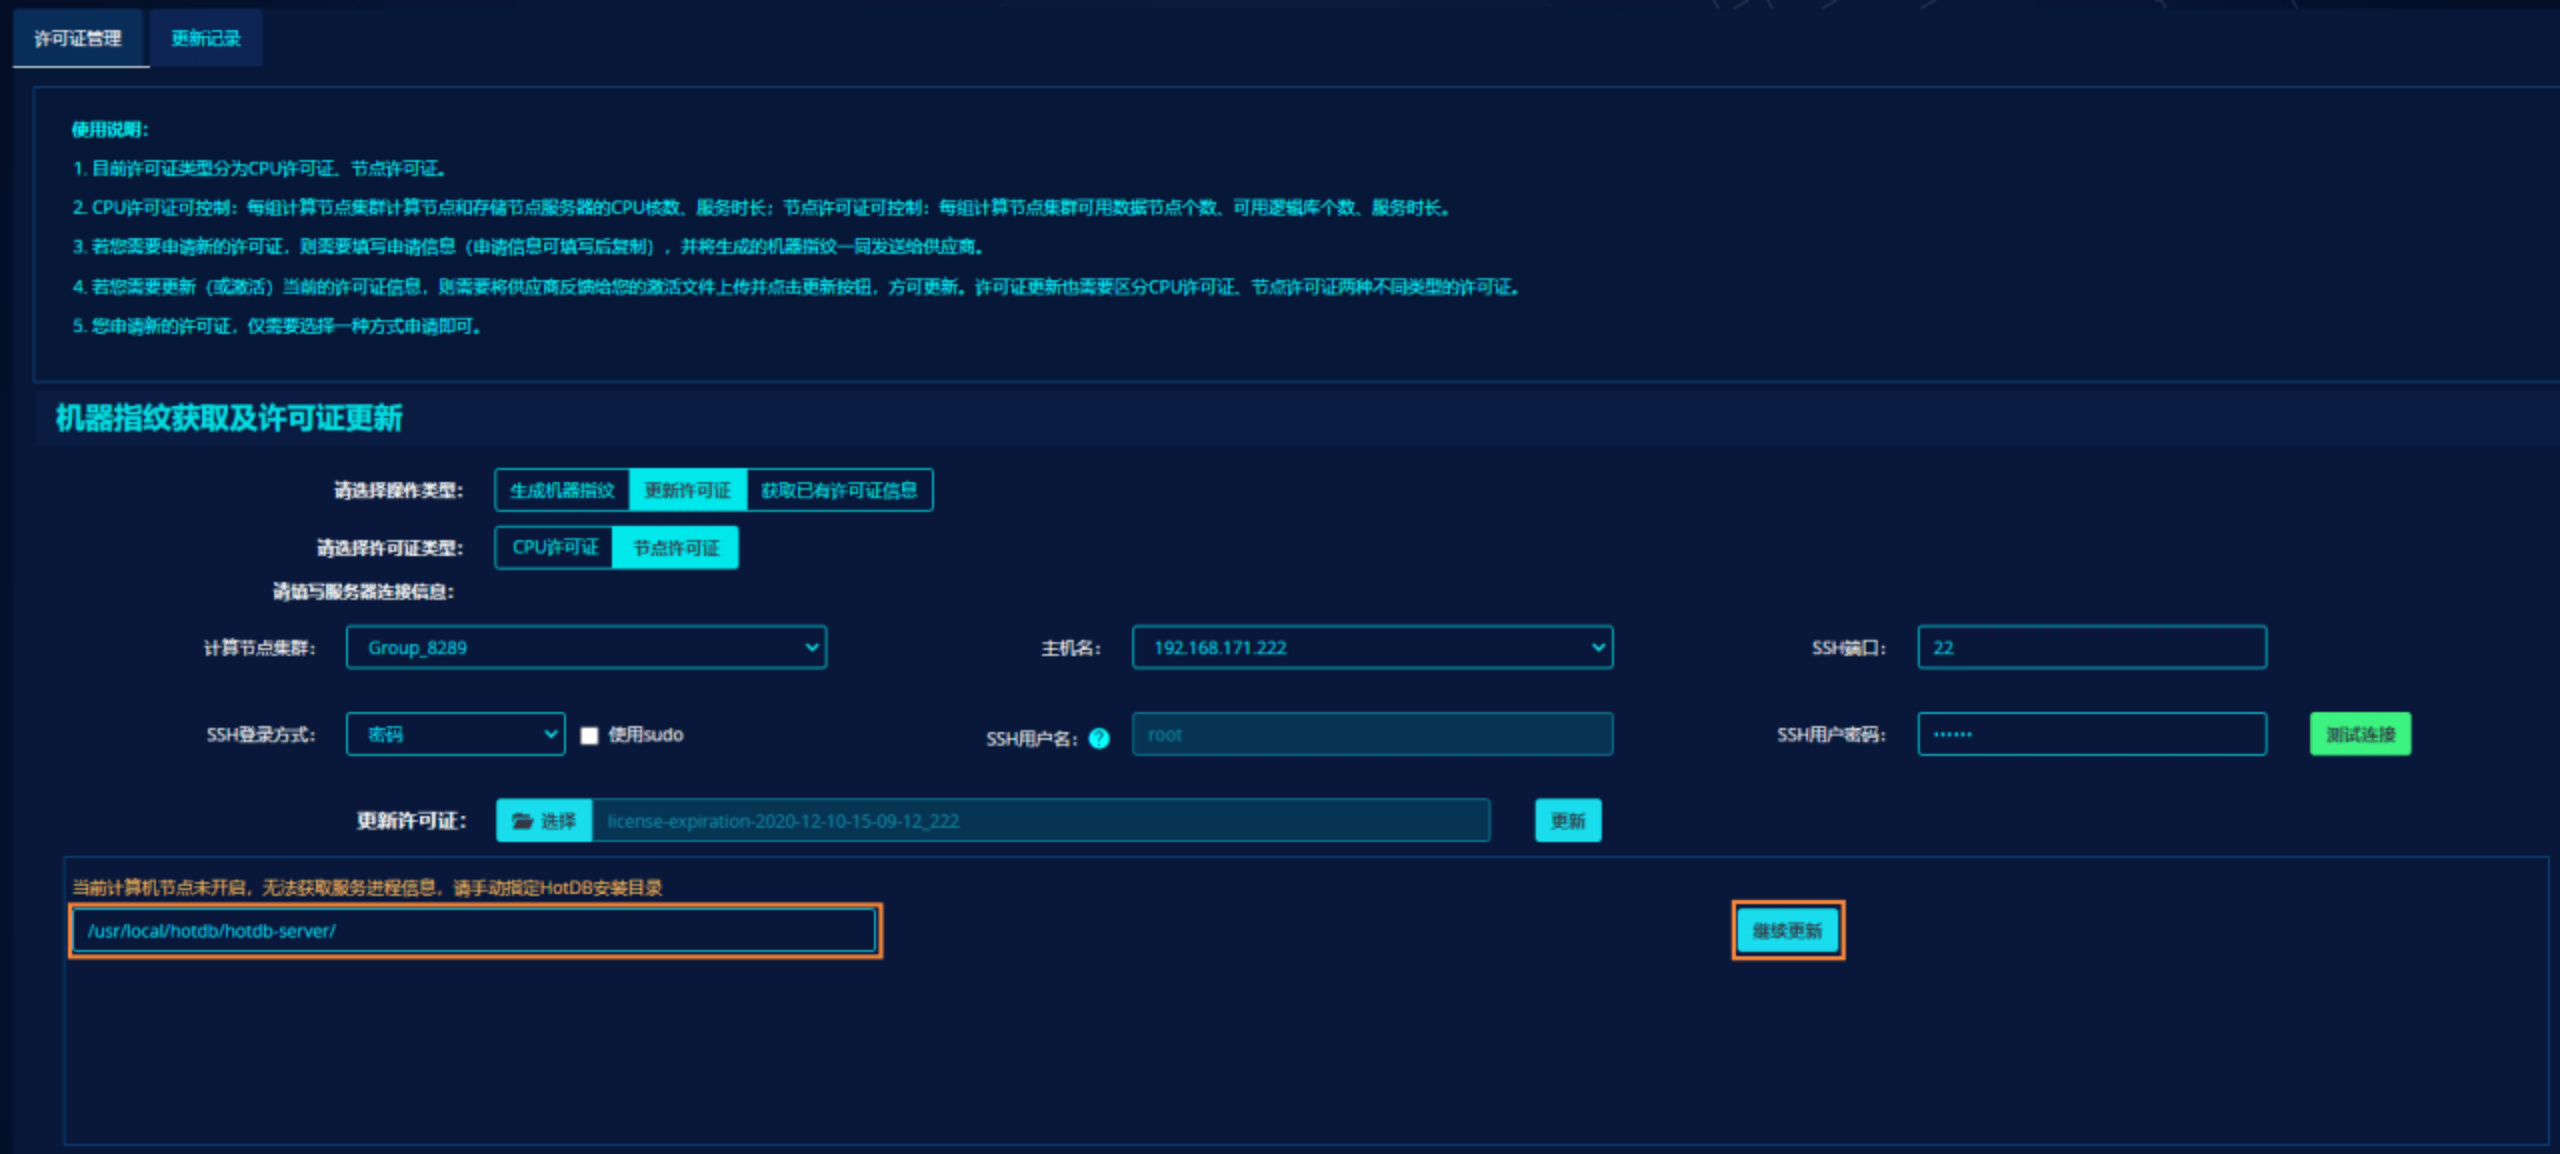 许可证管理 更新记录
使用说明：
1. 目前许可证类型分为CPU许可证、节点许可证。
2. CPU许可证可控制：每组计算节点集群计算节点和存储节点服务器的CPU核数、服务时长；节点许可证可控制：每组计算节点集群可用数据节点个数、可用逻辑库个数、服务时长。
3. 若您需要申请新的许可证，则需要填写申请信息（申请信息可填写后复制），并将生成的机器指纹一同发送给供应商。
4. 若您需要更新（或激活）当前的许可证信息，则需要将供应商反馈给您的激活文件上传并点击更新按钮，方可更新。许可证更新也需要区分CPU许可证、节点许可证两种不同类型的许可证。
5. 您申请新的许可证，仅需要选择一种方式申请即可。
机器指纹获取及许可证更新
请选择操作类型： 生成机器指纹 更新许可证 获取已有许可证信息
请选择许可证类型： CPU许可证 节点许可证
请填写服务器连接信息：
计算节点集群： Group_8289 主机名： 192.168.171.222 SSH端口： 22
SSH登录方式： 密码 使用sudo SSH用户名： ? root SSH用户密码： •••••• 测试连接
更新许可证： 选择 license-expiration-2020-12-10-15-09-12_222 更新
当前计算机节点未开启，无法获取服务进程信息，请手动指定HotDB安装目录
/usr/local/hotdb/hotdb-server/ 继续更新